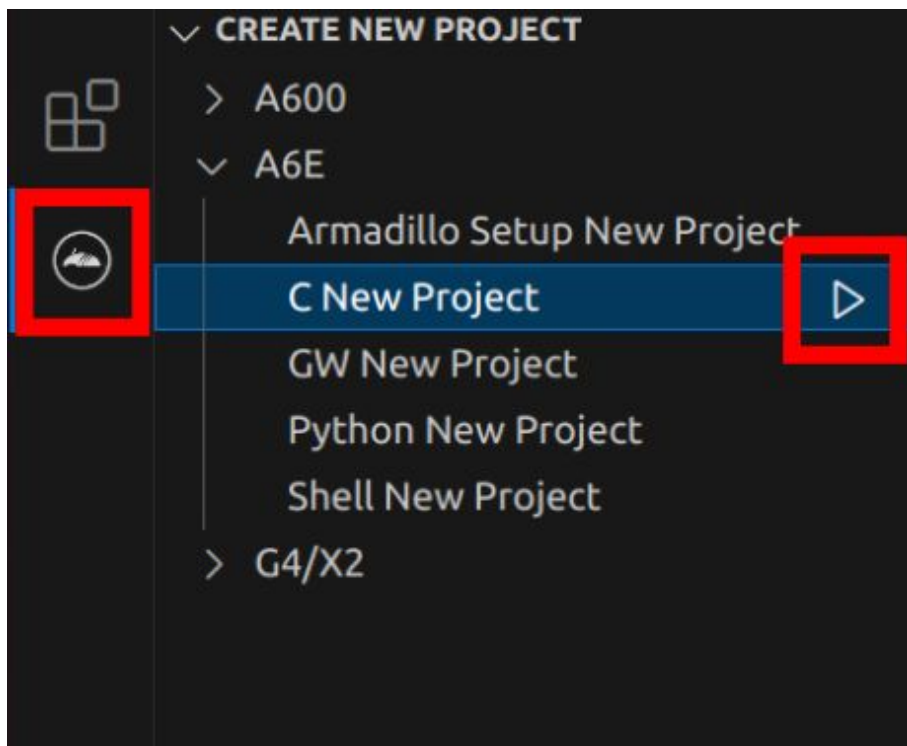 CREATE NEW PROJECT
A600
A6E
Armadillo Setup New Project
C New Project
GW New Project
Python New Project
Shell New Project
G4/X2